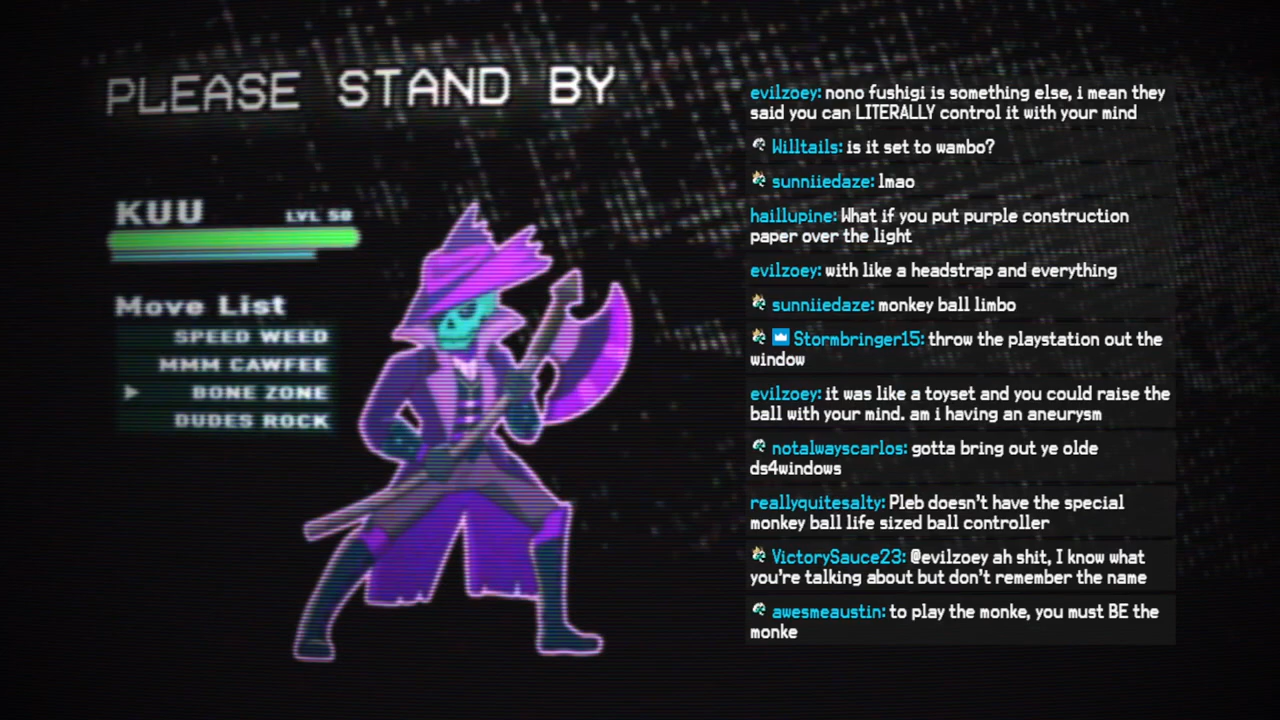 PLEASE STAND BY
KUU LVL 50
Move List
SPEED WEED
MMM CAWFEE
BONE ZONE
DUDES ROCK
evilzoey: nono fushigi is something else, i mean they
said you can LITERALLY control it with your mind
Willtails: is it set to wambo?
sunniiedaze: lmao
haillupine: What if you put purple construction
paper over the light
evilzoey: with like a headstrap and everything
sunniiedaze: monkey ball limbo
Stormbringer15: throw the playstation out the
window
evilzoey: it was like a toyset and you could raise the
ball with your mind. am i having an aneurysm
notalwayscarlos: gotta bring out ye olde
ds4windows
reallyquitesalty: Pleb doesn't have the special
monkey ball life sized ball controller
VictorySauce23: @evilzoey ah shit, I know what
you're talking about but don't remember the name
awesmeaustin: to play the monke, you must BE the
monke